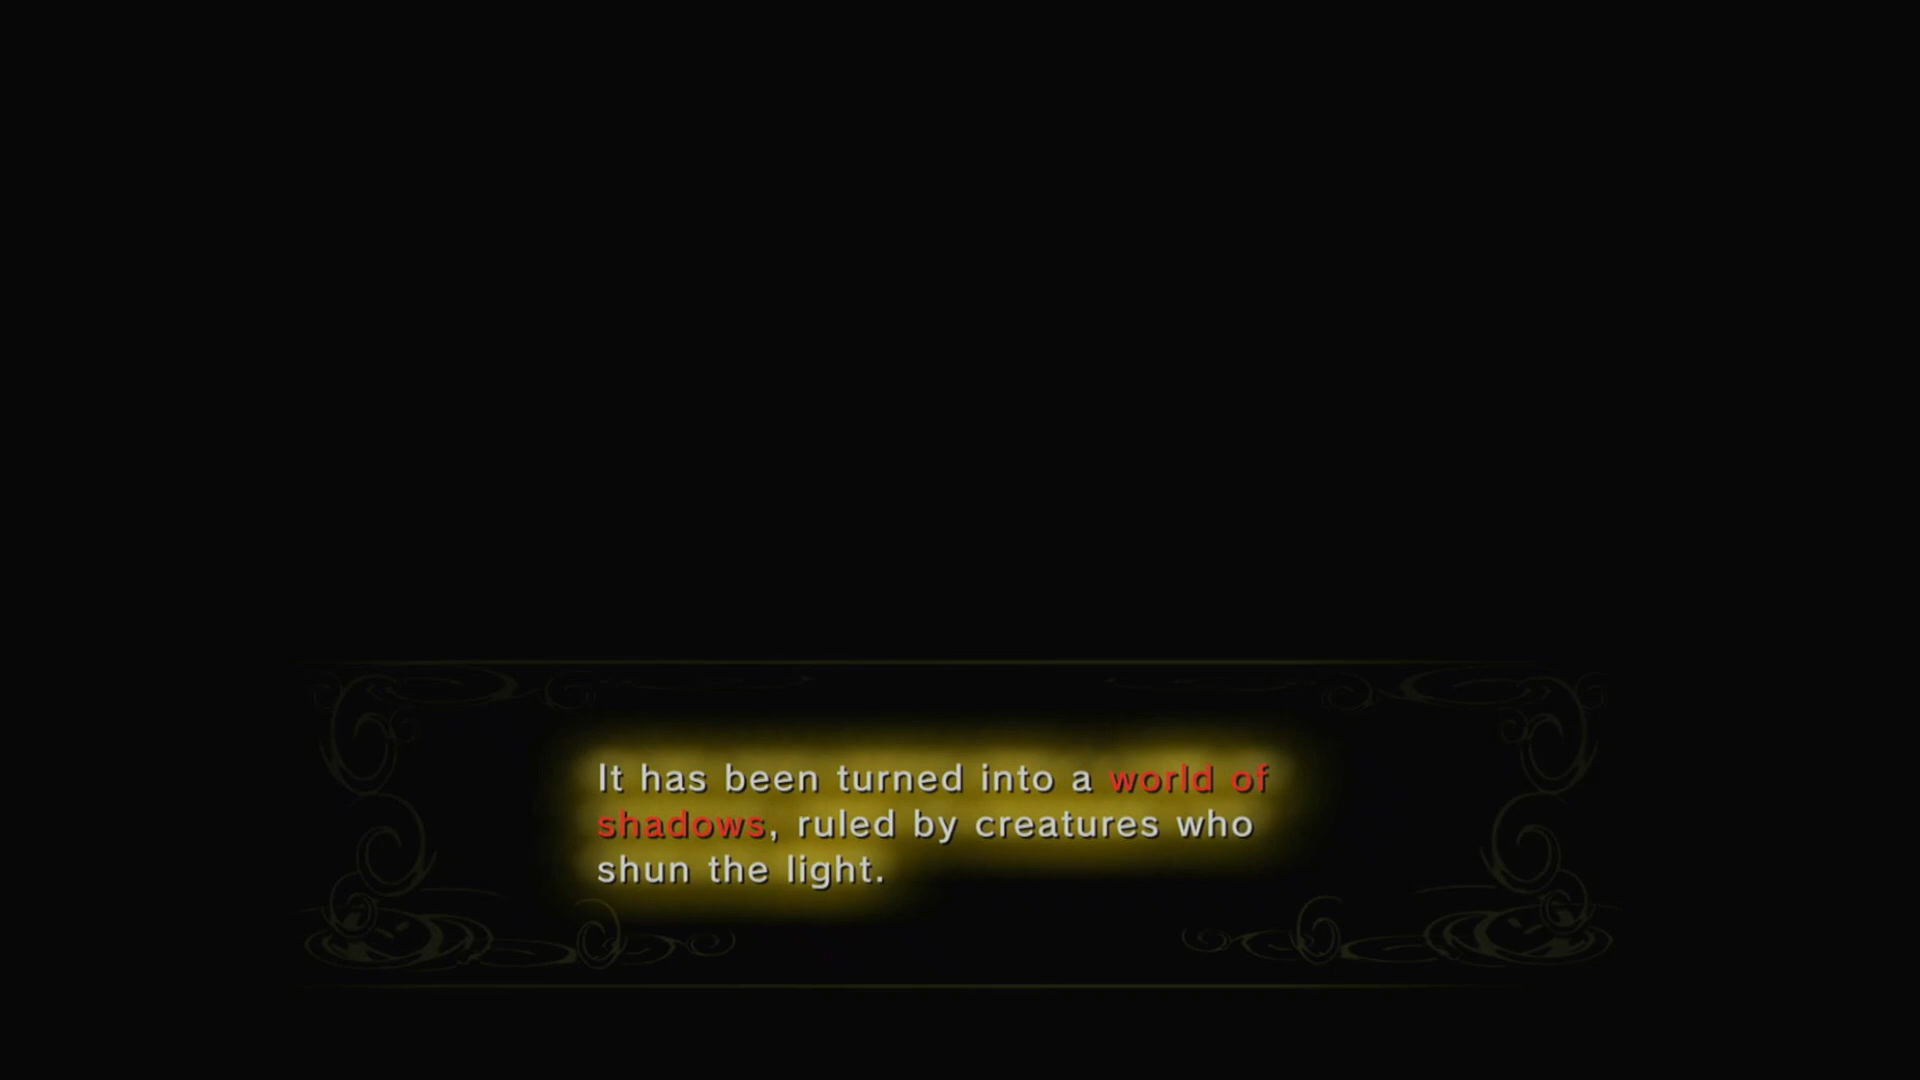 It has been turned into a world of
shadows, ruled by creatures who
shun the light.